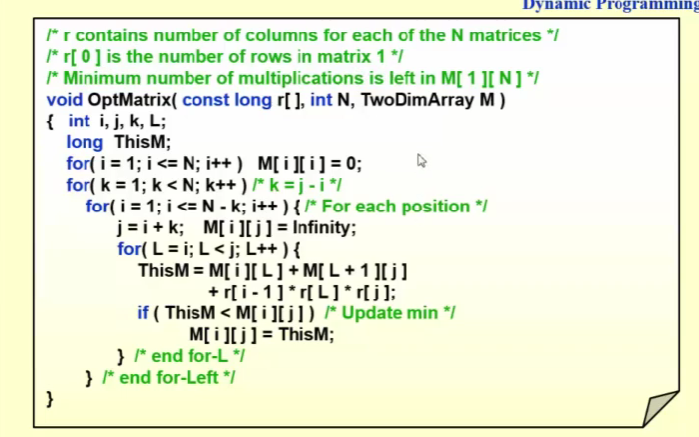 Dynamic Programming
/* r contains number of columns for each of the N matrices */
/* r[ 0 ] is the number of rows in matrix 1 */
/* Minimum number of multiplications is left in M[ 1 ][ N ] */
void OptMatrix( const long r[ ], int N, TwoDimArray M )
{ int i, j, k, L;
long ThisM;
for( i = 1; i <= N; i++ ) M[ i ][ i ] = 0;
for( k = 1; k < N; k++ ) /* k = j - i */
for( i = 1; i <= N - k; i++ ) { /* For each position */
j = i + k; M[ i ][ j ] = Infinity;
for( L = i; L < j; L++ ) {
ThisM = M[ i ][ L ] + M[ L + 1 ][ j ]
+ r[ i - 1 ] * r[ L ] * r[ j ];
if ( ThisM < M[ i ][ j ] ) /* Update min */
M[ i ][ j ] = ThisM;
} /* end for-L */
} /* end for-Left */
}